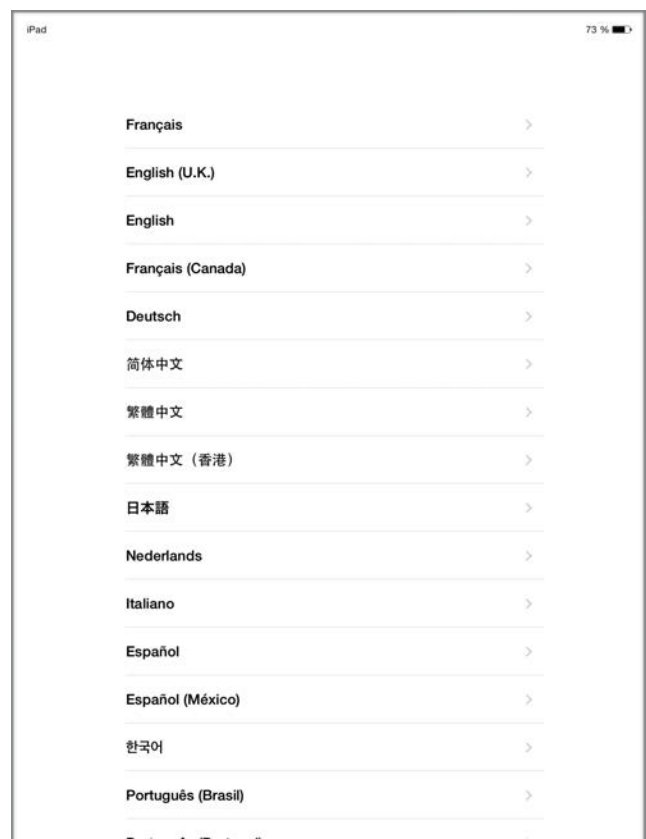 iPad
73 %
Français
English (U.K.)
English
Français (Canada)
Deutsch
简体中文
繁體中文
繁體中文（香港）
日本語
Nederlands
Italiano
Español
Español (México)
한국어
Português (Brasil)